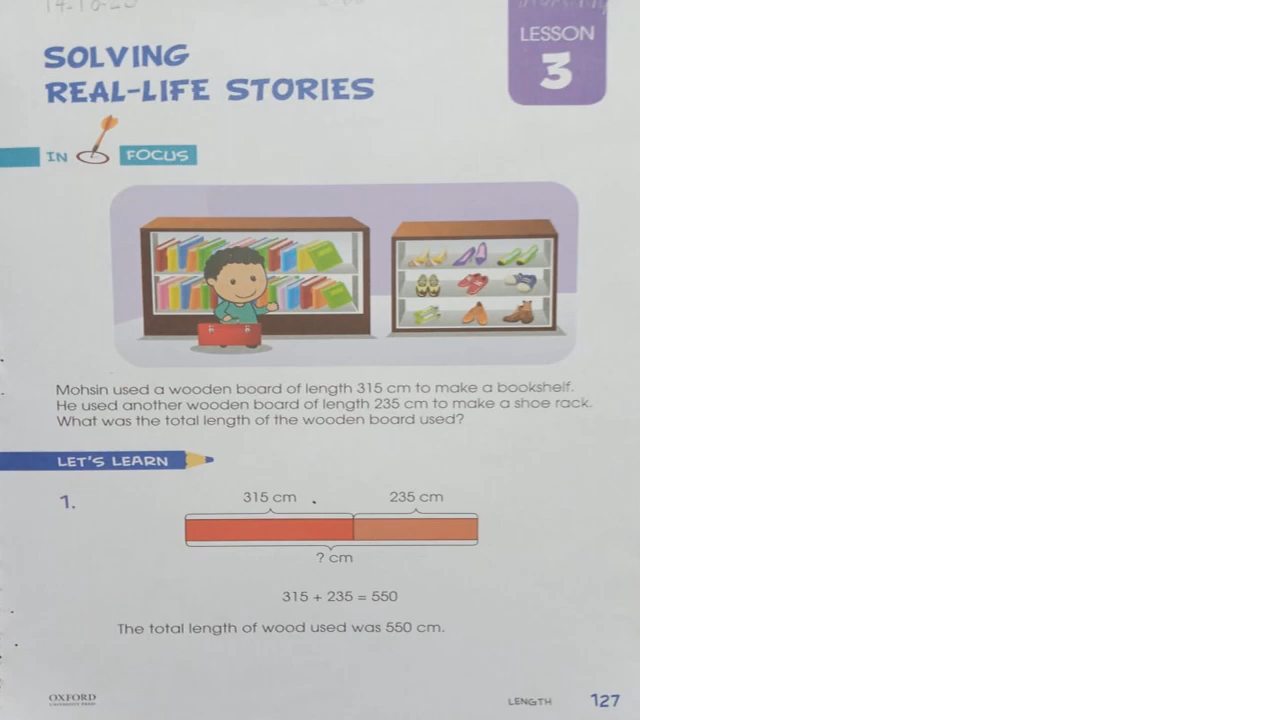 LESSON
3
SOLVING
REAL-LIFE STORIES
IN FOCUS
Mohsin used a wooden board of length 315 cm to make a bookshelf.
He used another wooden board of length 235 cm to make a shoe rack.
What was the total length of the wooden board used?
LET'S LEARN
1.
315 cm 235 cm
? cm
315 + 235 = 550
The total length of wood used was 550 cm.
OXFORD
UNIVERSITY PRESS
LENGTH 127